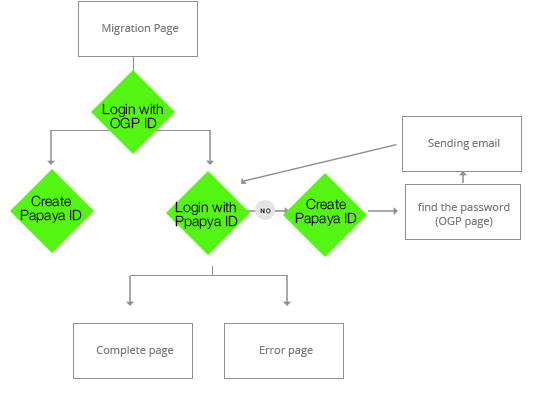 Migration Page
Login with
OGP ID
Sending email
Create
Papaya ID
Login with
Ppapya ID
NO
Create
Papaya ID
find the password
(OGP page)
Complete page
Error page